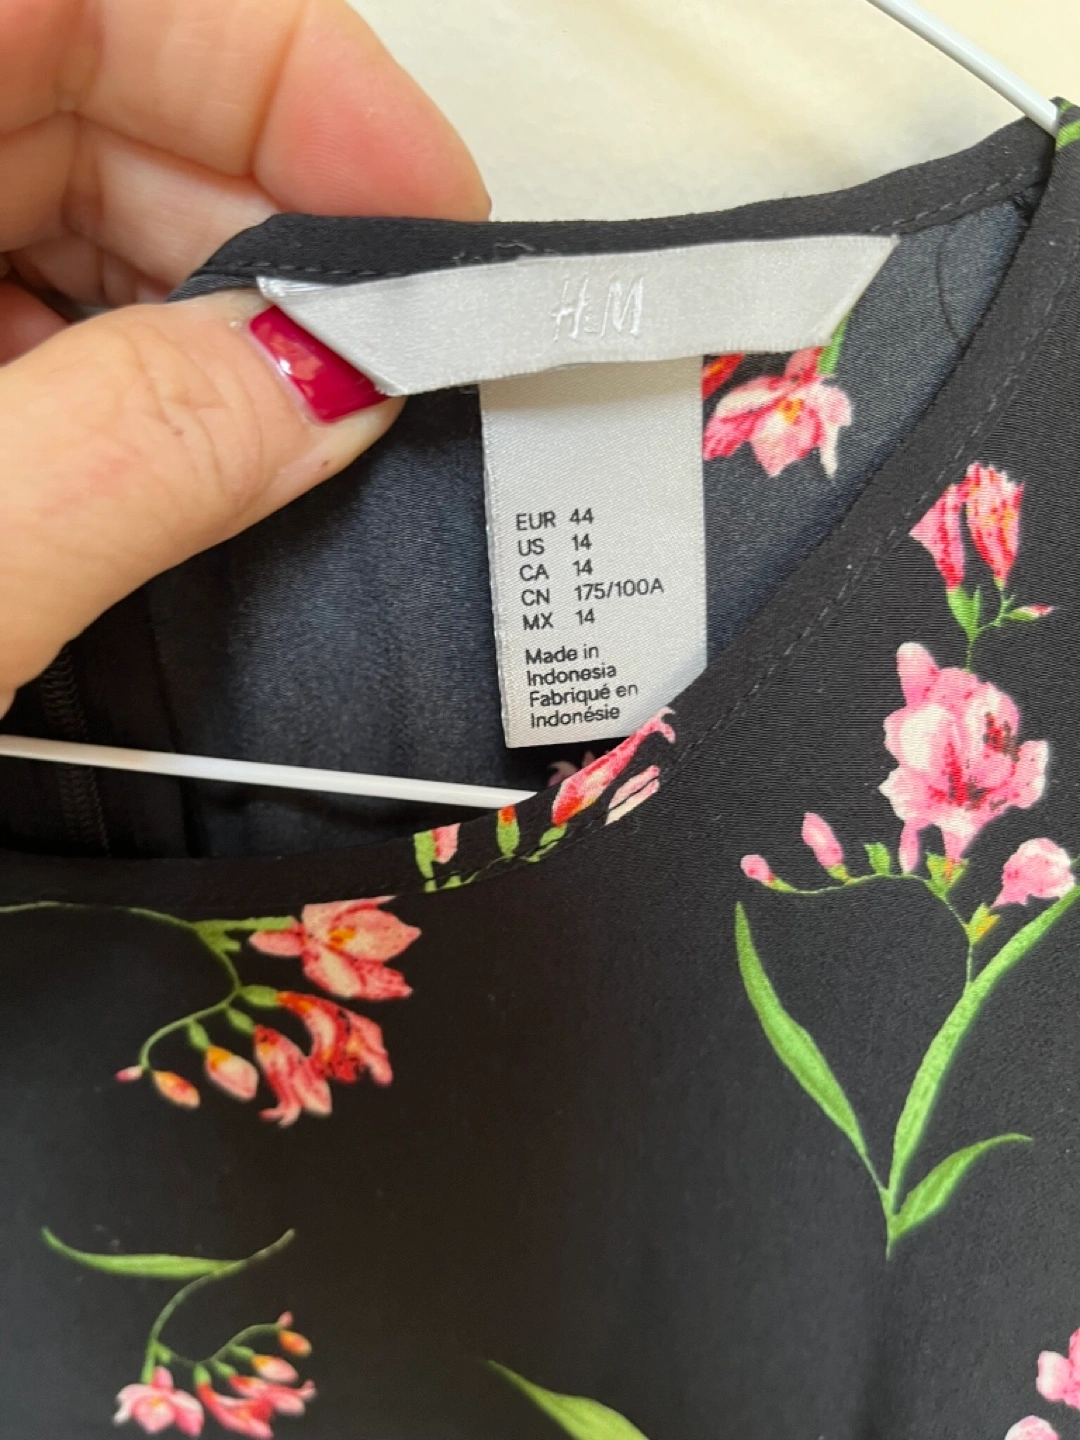 H&M
EUR 44
US 14
CA 14
CN 175/100A
MX 14
Made in
Indonesia
Fabriqué en
Indonésie